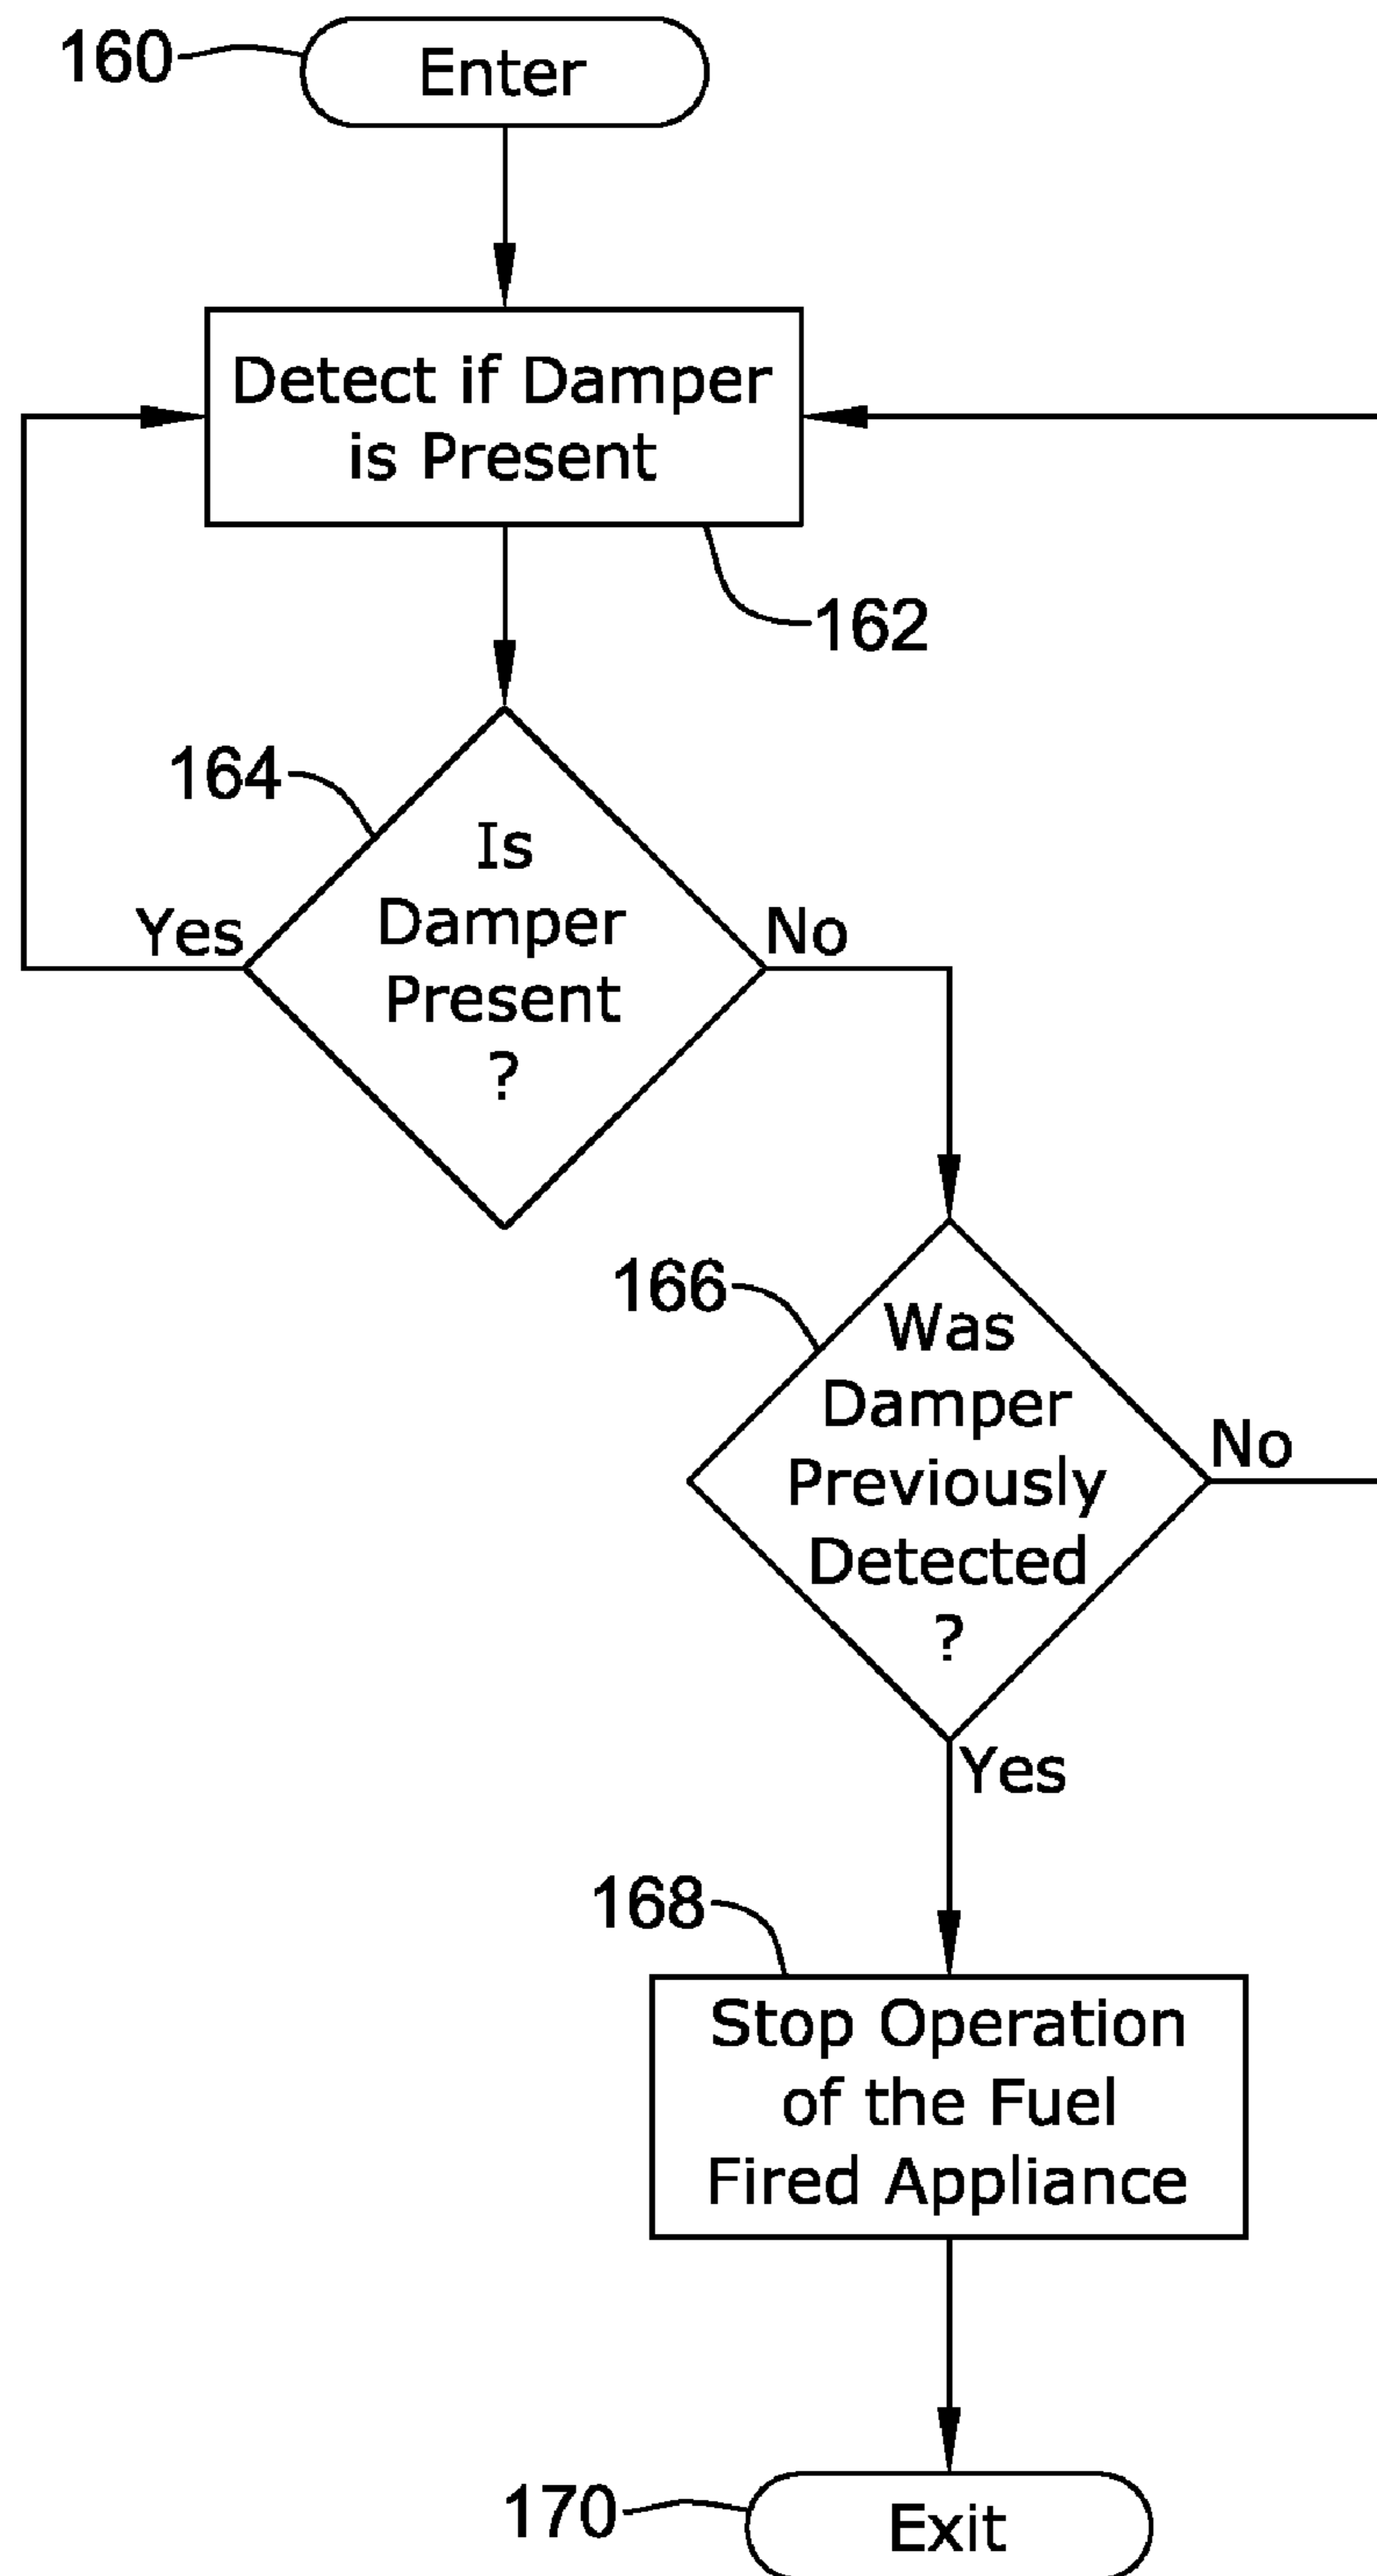 160
Enter
Detect if Damper
is Present
162
164
Is
Damper
Present
?
Yes
No
166
Was
Damper
Previously
Detected
?
No
Yes
168
Stop Operation
of the Fuel
Fired Appliance
170
Exit